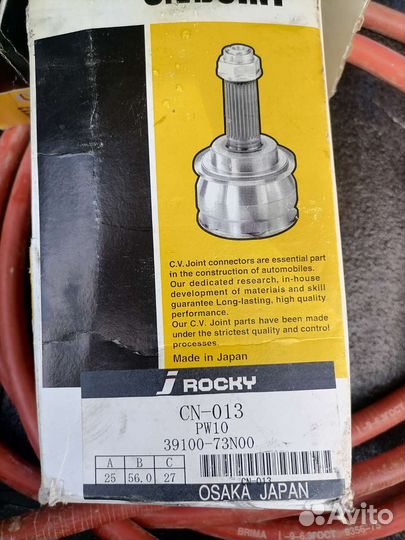 C.V. Joint connectors are essential part
in the construction of automobiles.
Our dedicated research, in-house
development of materials and skill
guarantee Long-lasting, high quality
performance.
Our C.V. Joint parts have been made
under the strictest quality and control
processes.
Made in Japan
J ROCKY
CN-013
PW10
39100-73N00
A B C
25 56.0 27
CN-013
OSAKA JAPAN
BRIMA
Avito